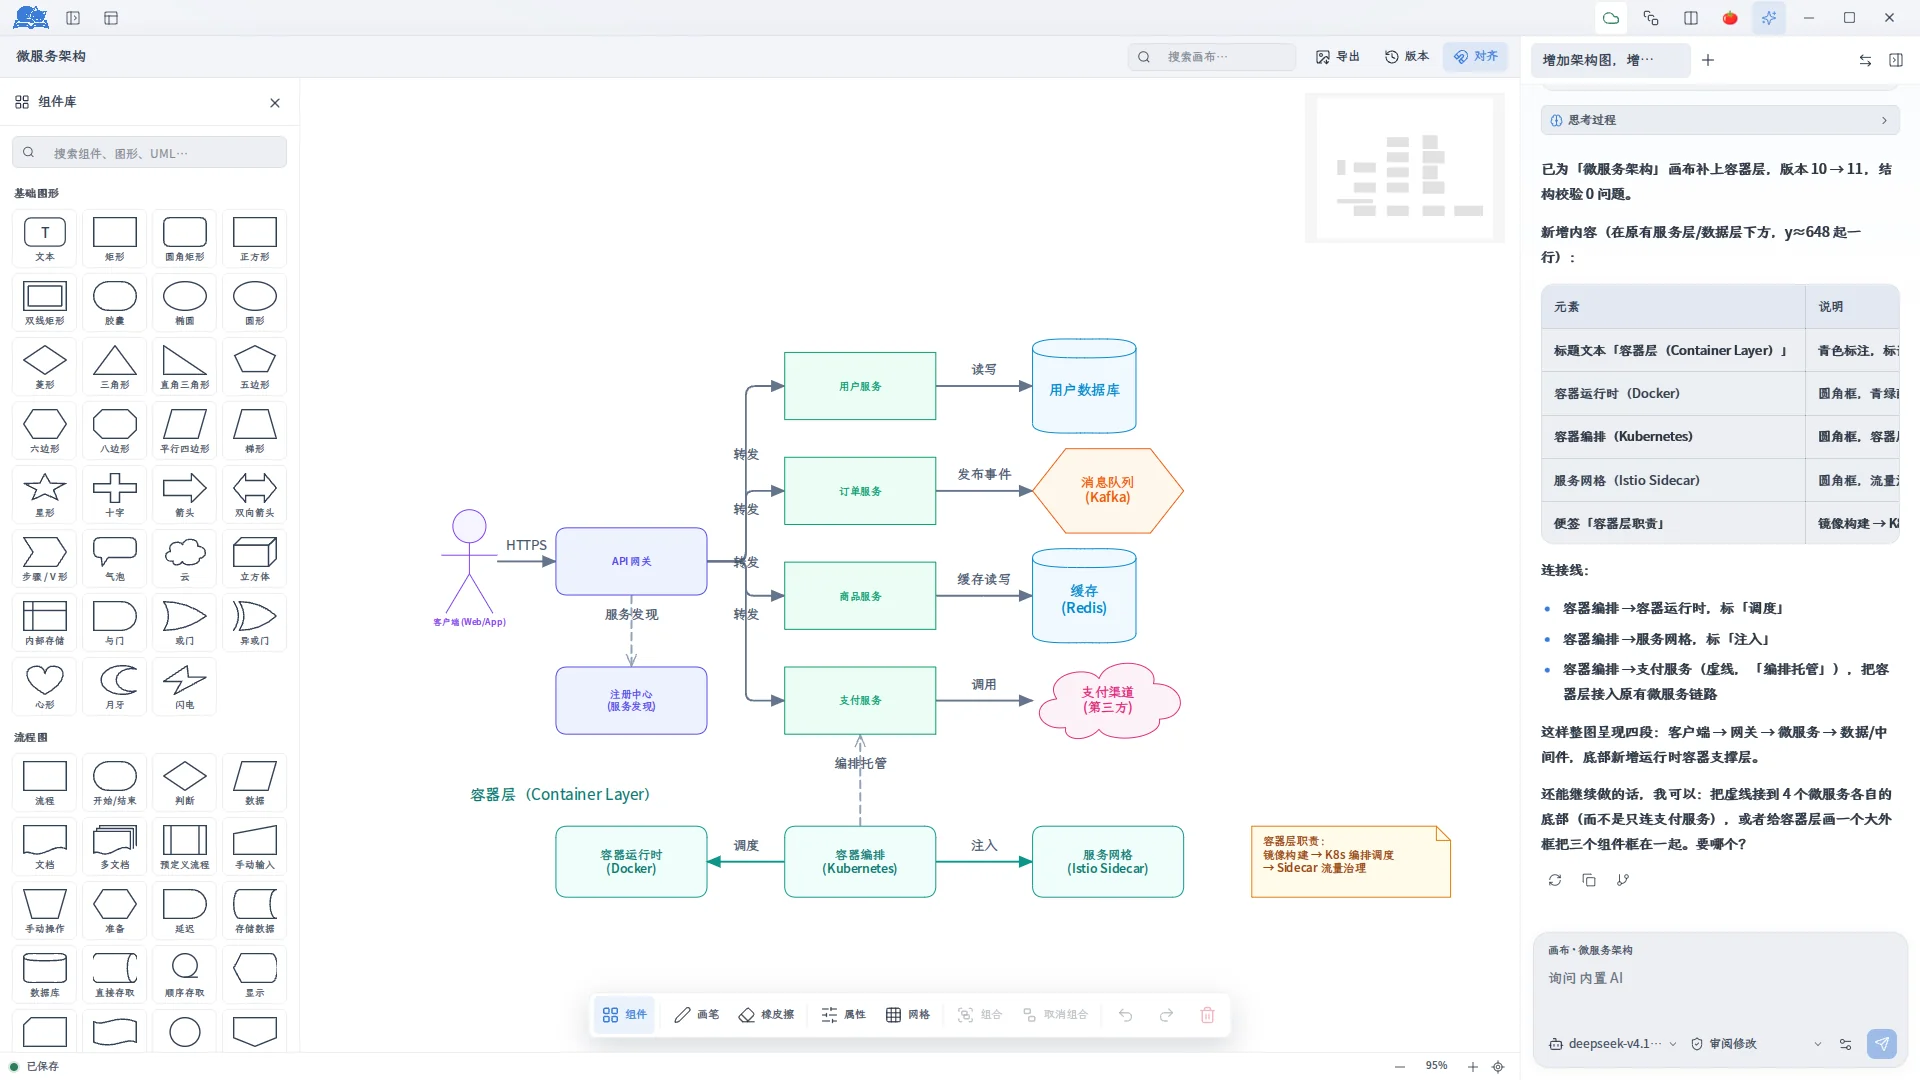 微服务架构
搜索画布…
导出
版本
对齐
组件库
搜索组件、图形、UML…
基础图形
T
文本
矩形
圆角矩形
正方形
双线矩形
胶囊
椭圆
圆形
菱形
三角形
直角三角形
五边形
六边形
八边形
平行四边形
梯形
星形
十字
箭头
双向箭头
步骤 / V 形
气泡
云
立方体
内部存储
与门
或门
异或门
心形
月牙
闪电
流程图
流程
开始/结束
判断
数据
文档
多文档
预定义流程
手动输入
手动操作
准备
延迟
存储数据
数据库
直接存取
顺序存取
显示
已保存
用户服务
读写
用户数据库
转发
订单服务
发布事件
消息队列
(Kafka)
转发
HTTPS
API 网关
转发
商品服务
缓存读写
缓存
(Redis)
客户端 (Web/App)
服务发现
转发
注册中心
(服务发现)
支付服务
调用
支付渠道
(第三方)
编排托管
容器层（Container Layer）
容器运行时
(Docker)
调度
容器编排
(Kubernetes)
注入
服务网格
(Istio Sidecar)
容器层职责：
镜像构建 → K8s 编排调度
→ Sidecar 流量治理
组件
画笔
橡皮擦
属性
网格
组合
取消组合
95%
增加架构图，增…
思考过程
已为「微服务架构」画布补上容器层，版本 10 → 11，结
构校验 0 问题。
新增内容（在原有服务层/数据层下方，y≈648 起一
行）：
元素
说明
标题文本「容器层（Container Layer）」
青色标注，标
容器运行时（Docker）
圆角框，青绿
容器编排（Kubernetes）
圆角框，容器
服务网格（Istio Sidecar）
圆角框，流量
便签「容器层职责」
镜像构建 → K8
连接线：
容器编排 →容器运行时，标「调度」
容器编排 →服务网格，标「注入」
容器编排 →支付服务（虚线，「编排托管」），把容
器层接入原有微服务链路
这样整图呈现四段：客户端 → 网关 → 微服务 → 数据/中
间件，底部新增运行时容器支撑层。
还能继续做的话，我可以：把虚线接到 4 个微服务各自的
底部（而不是只连支付服务），或者给容器层画一个大外
框把三个组件框在一起。要哪个？
画布 • 微服务架构
询问 内置 AI
deepseek-v4.1…
审阅修改